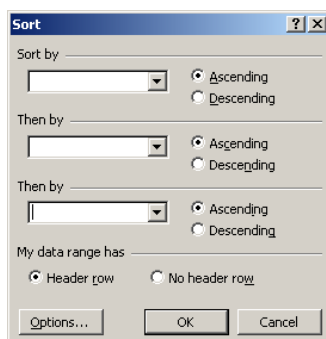 Sort
Sort by
Ascending
Descending
Then by
Ascending
Descending
Then by
Ascending
Descending
My data range has
Header row No header row
Options... OK Cancel